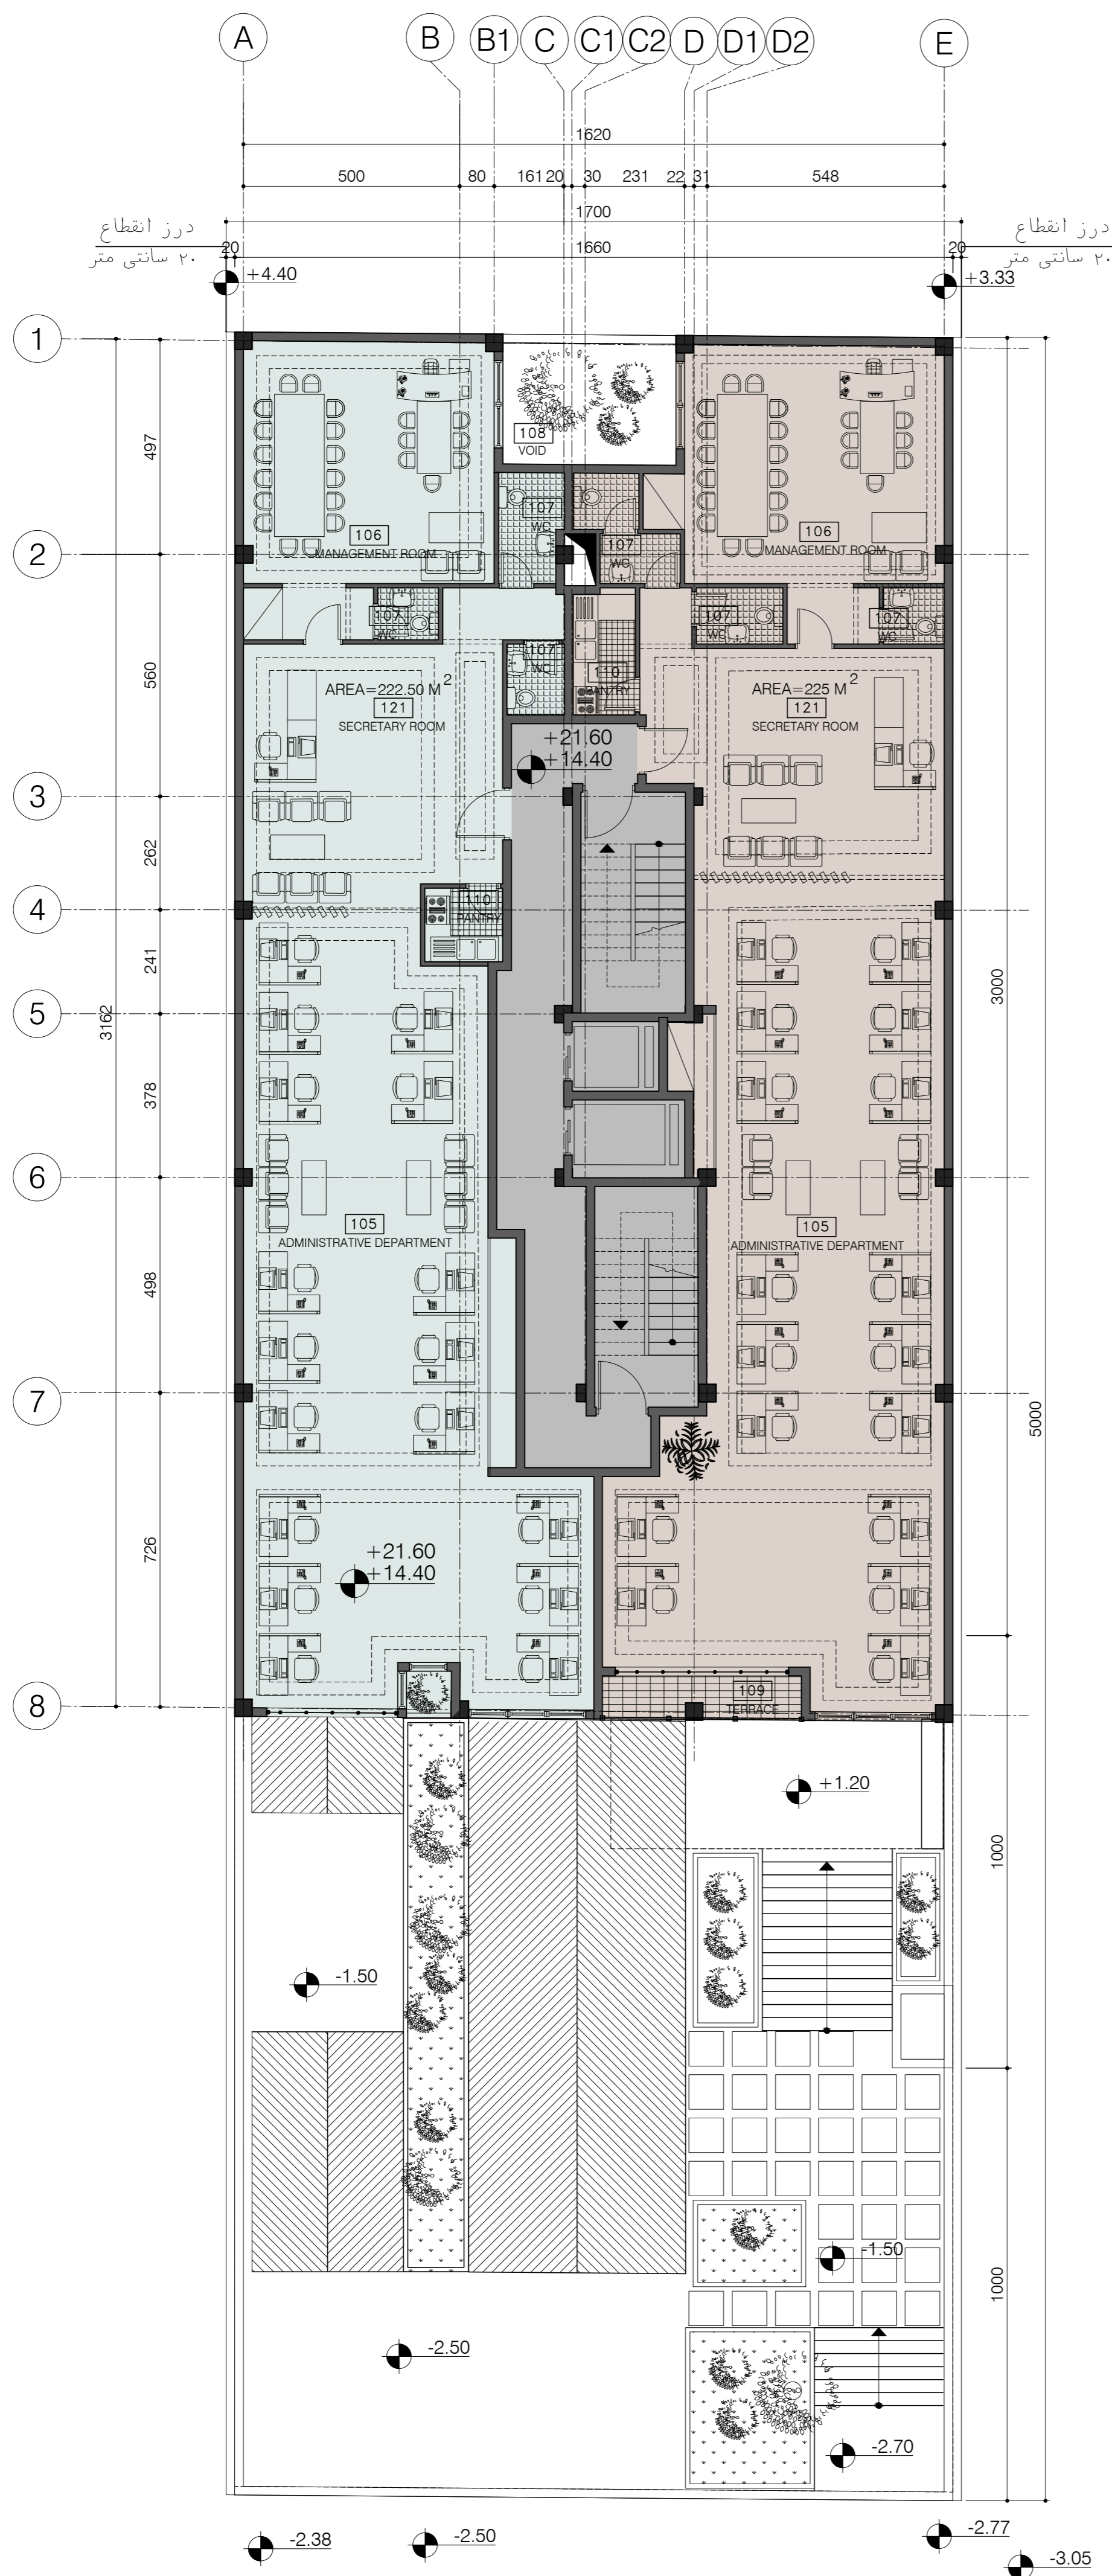 A B B1 C C1 C2 D D1 D2 E
1620
500 80 161 20 30 231 22 31 548
1700
درز انقطاع
۲۰ سانتی متر
درز انقطاع
۲۰ سانتی متر
20 1660 20
+4.40
+3.33
1
2
3
4
5
6
7
8
497
560
262
241
378
498
726
3162
3000
5000
1000
1000
108
VOID
106
MANAGEMENT ROOM
107
WC
107
WC
106
MANAGEMENT ROOM
107
WC
107
WC
107
WC
107
WC
110
PANTRY
AREA=222.50 M2
121
SECRETARY ROOM
AREA=225 M2
121
SECRETARY ROOM
+21.60
+14.40
110
PANTRY
105
ADMINISTRATIVE DEPARTMENT
105
ADMINISTRATIVE DEPARTMENT
+21.60
+14.40
109
TERRACE
+1.20
-1.50
-1.50
-2.50
-2.70
-2.38
-2.50
-2.77
-3.05